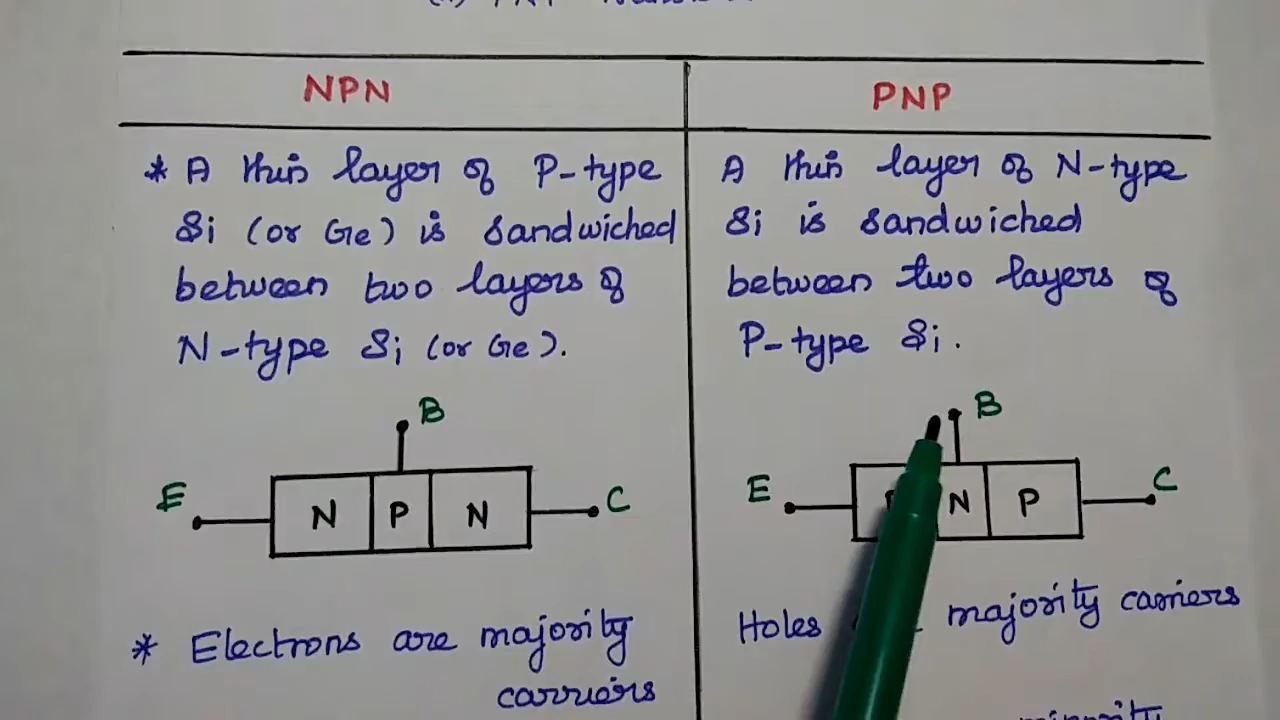 NPN
PNP
* A thin layer of P-type
Si (or Ge) is sandwiched
between two layers of
N-type Si (or Ge).
A thin layer of N-type
Si is sandwiched
between two layers of
P-type Si.
B
E
N P N
C
B
E
N P
C
* Electrons are majority
carriers
Holes majority carriers
minority